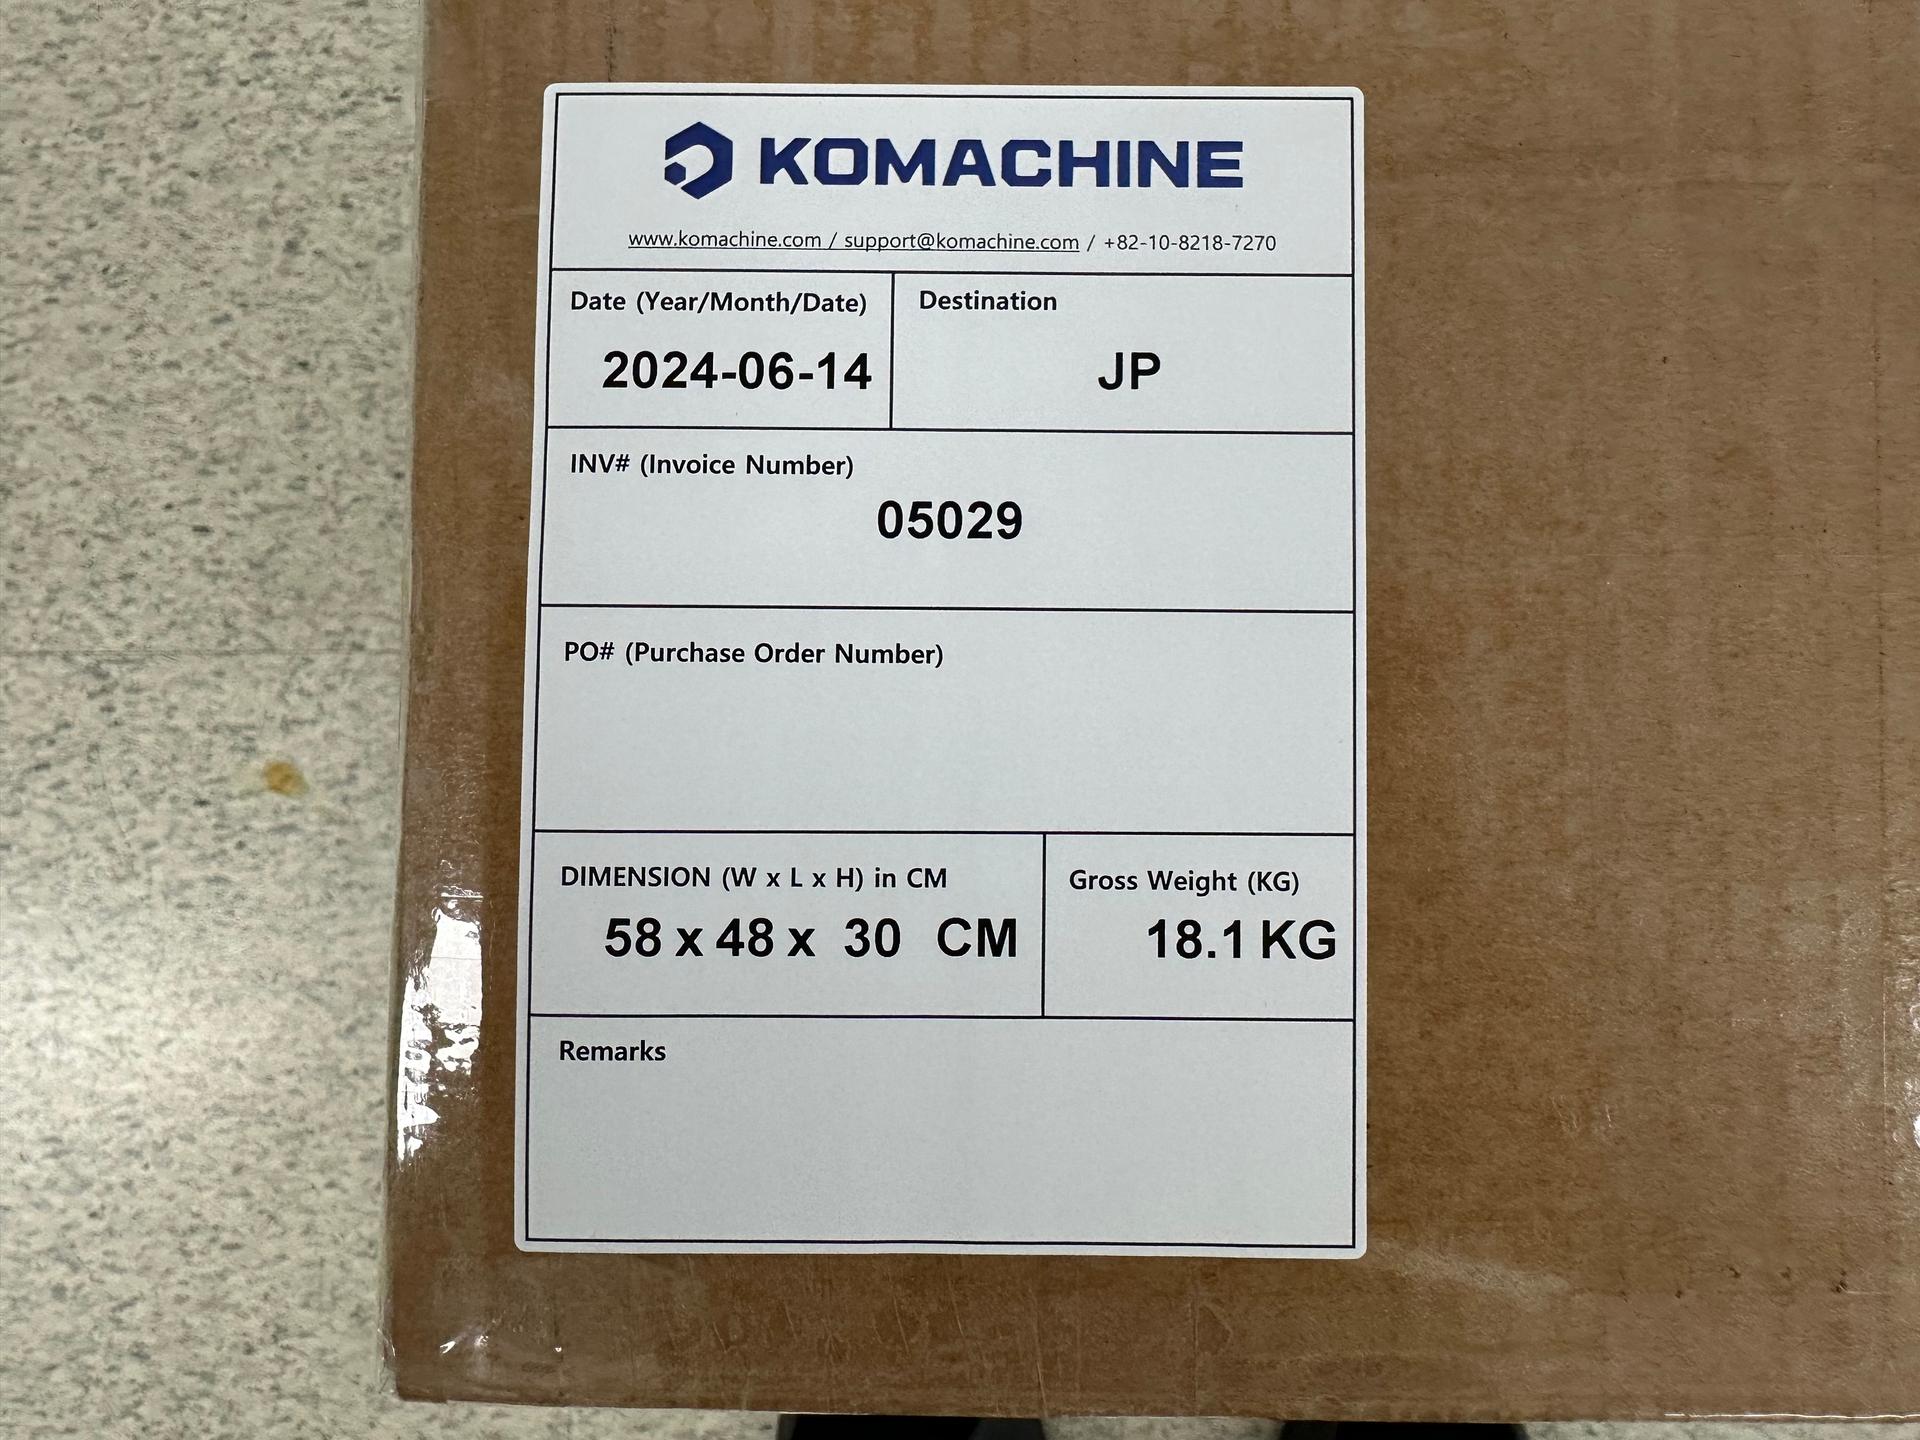 KOMACHINE
www.komachine.com / support@komachine.com / +82-10-8218-7270
Date (Year/Month/Date)
2024-06-14
Destination
JP
INV# (Invoice Number)
05029
PO# (Purchase Order Number)
DIMENSION (W x L x H) in CM
58 x 48 x 30 CM
Gross Weight (KG)
18.1 KG
Remarks